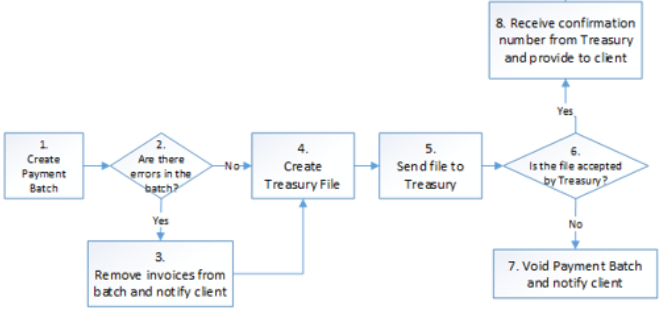 1.
Create
Payment
Batch
2.
Are there
errors in the
batch?
No
Yes
3.
Remove invoices from
batch and notify client
4.
Create
Treasury File
5.
Send file to
Treasury
6.
Is the file accepted
by Treasury?
Yes
8. Receive confirmation
number from Treasury
and provide to client
No
7. Void Payment Batch
and notify client